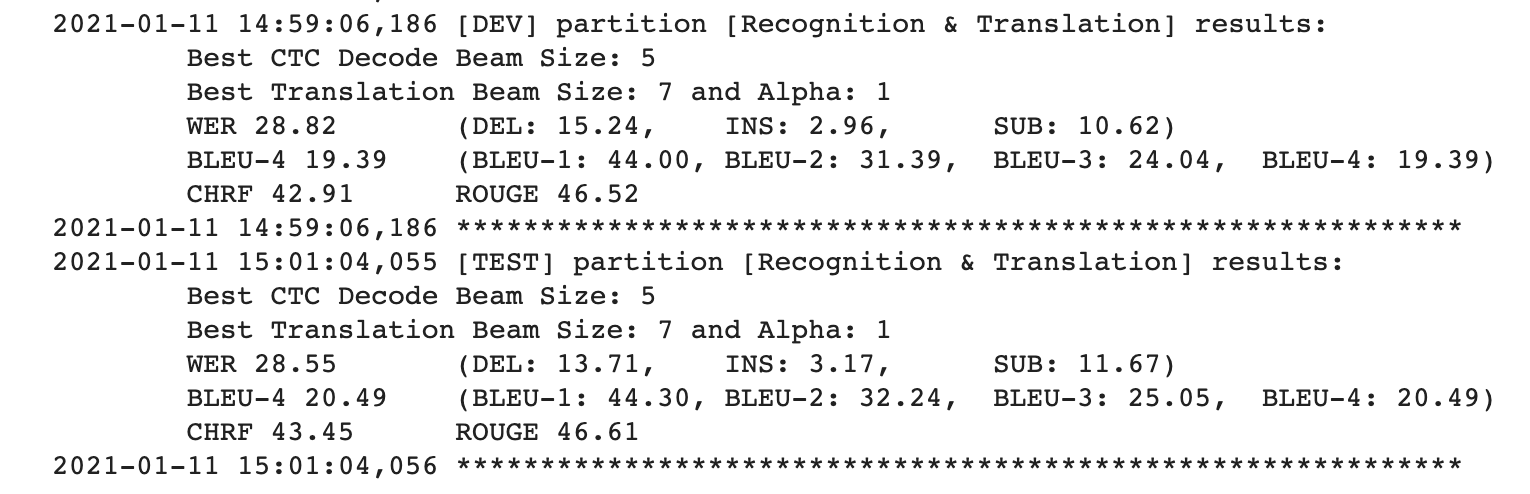 2021-01-11 14:59:06,186 [DEV] partition [Recognition & Translation] results:
Best CTC Decode Beam Size: 5
Best Translation Beam Size: 7 and Alpha: 1
WER 28.82 (DEL: 15.24, INS: 2.96, SUB: 10.62)
BLEU-4 19.39 (BLEU-1: 44.00, BLEU-2: 31.39, BLEU-3: 24.04, BLEU-4: 19.39)
CHRF 42.91 ROUGE 46.52
2021-01-11 14:59:06,186 ************************************************************
2021-01-11 15:01:04,055 [TEST] partition [Recognition & Translation] results:
Best CTC Decode Beam Size: 5
Best Translation Beam Size: 7 and Alpha: 1
WER 28.55 (DEL: 13.71, INS: 3.17, SUB: 11.67)
BLEU-4 20.49 (BLEU-1: 44.30, BLEU-2: 32.24, BLEU-3: 25.05, BLEU-4: 20.49)
CHRF 43.45 ROUGE 46.61
2021-01-11 15:01:04,056 ************************************************************